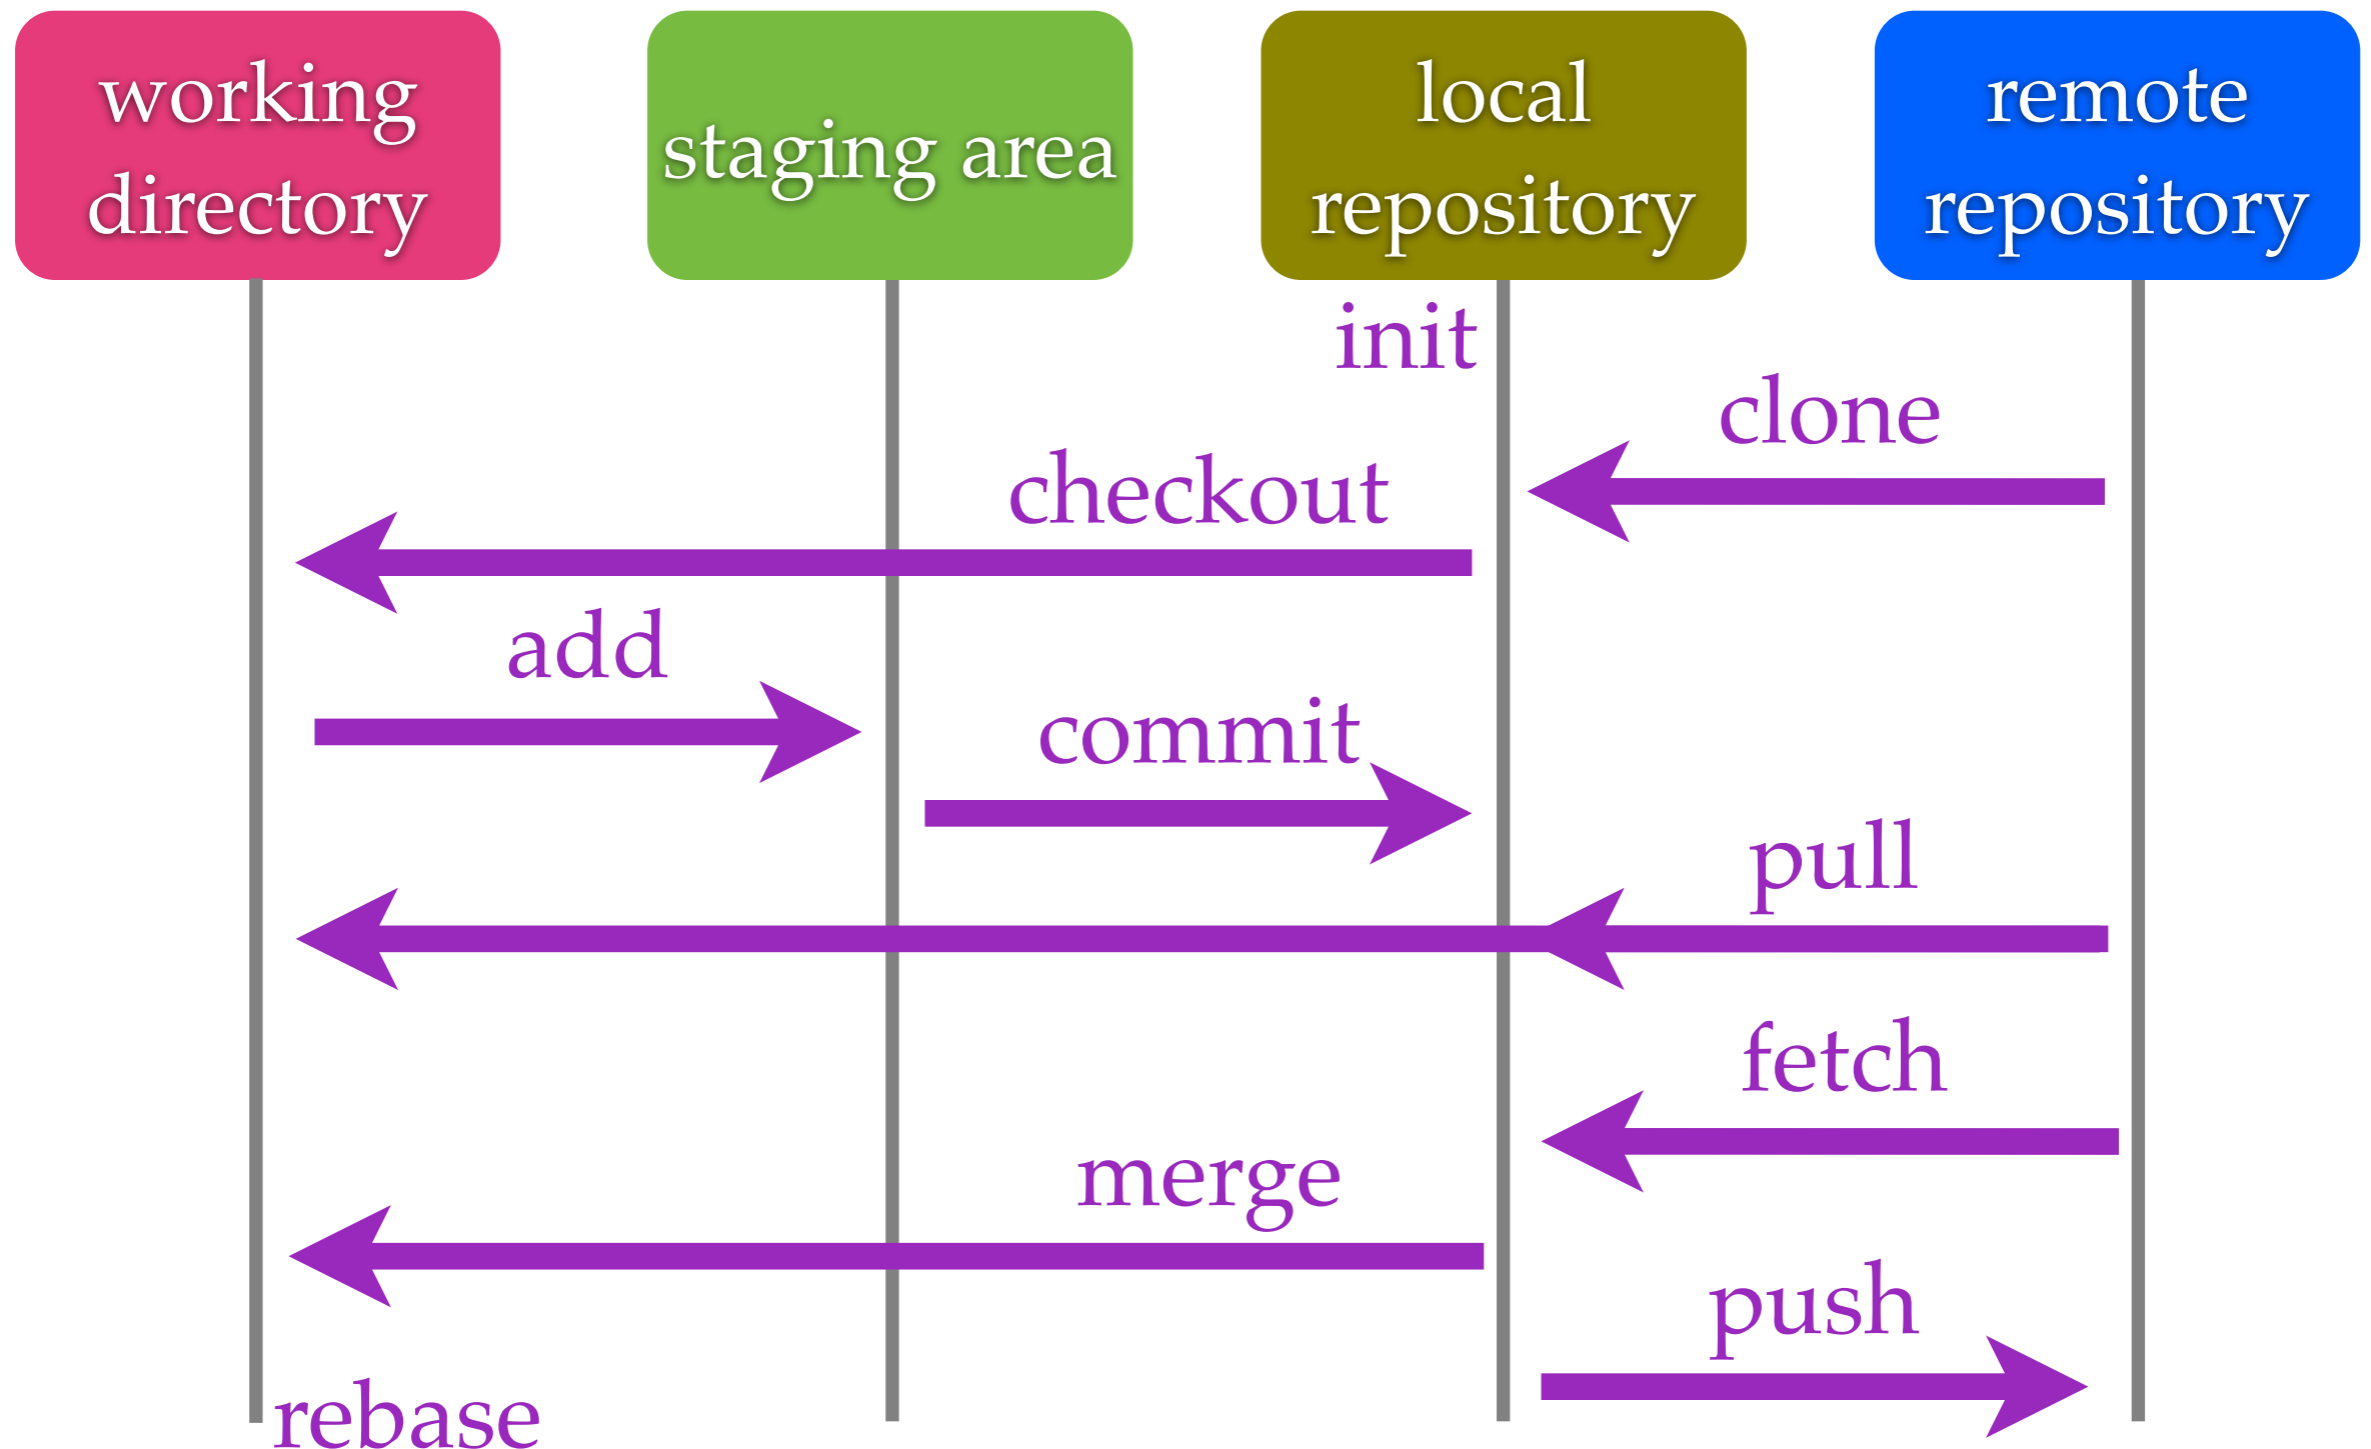 working
directory
staging area
local
repository
remote
repository
init
clone
checkout
add
commit
pull
fetch
merge
push
rebase